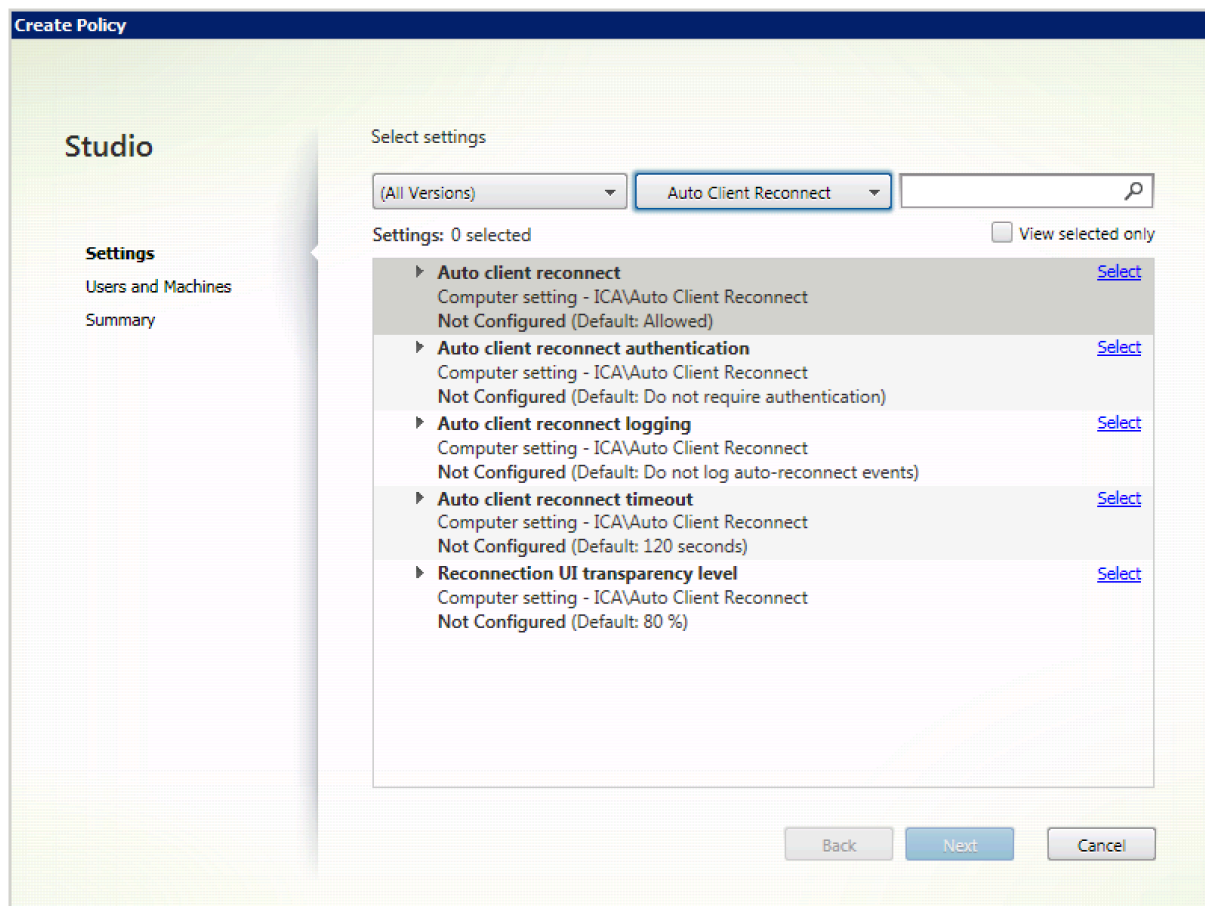 Create Policy
Studio
Settings
Users and Machines
Summary
Select settings
(All Versions)
Auto Client Reconnect
Settings: 0 selected
View selected only
Auto client reconnect
Select
Computer setting - ICA\Auto Client Reconnect
Not Configured (Default: Allowed)
Auto client reconnect authentication
Select
Computer setting - ICA\Auto Client Reconnect
Not Configured (Default: Do not require authentication)
Auto client reconnect logging
Select
Computer setting - ICA\Auto Client Reconnect
Not Configured (Default: Do not log auto-reconnect events)
Auto client reconnect timeout
Select
Computer setting - ICA\Auto Client Reconnect
Not Configured (Default: 120 seconds)
Reconnection UI transparency level
Select
Computer setting - ICA\Auto Client Reconnect
Not Configured (Default: 80 %)
Back
Next
Cancel